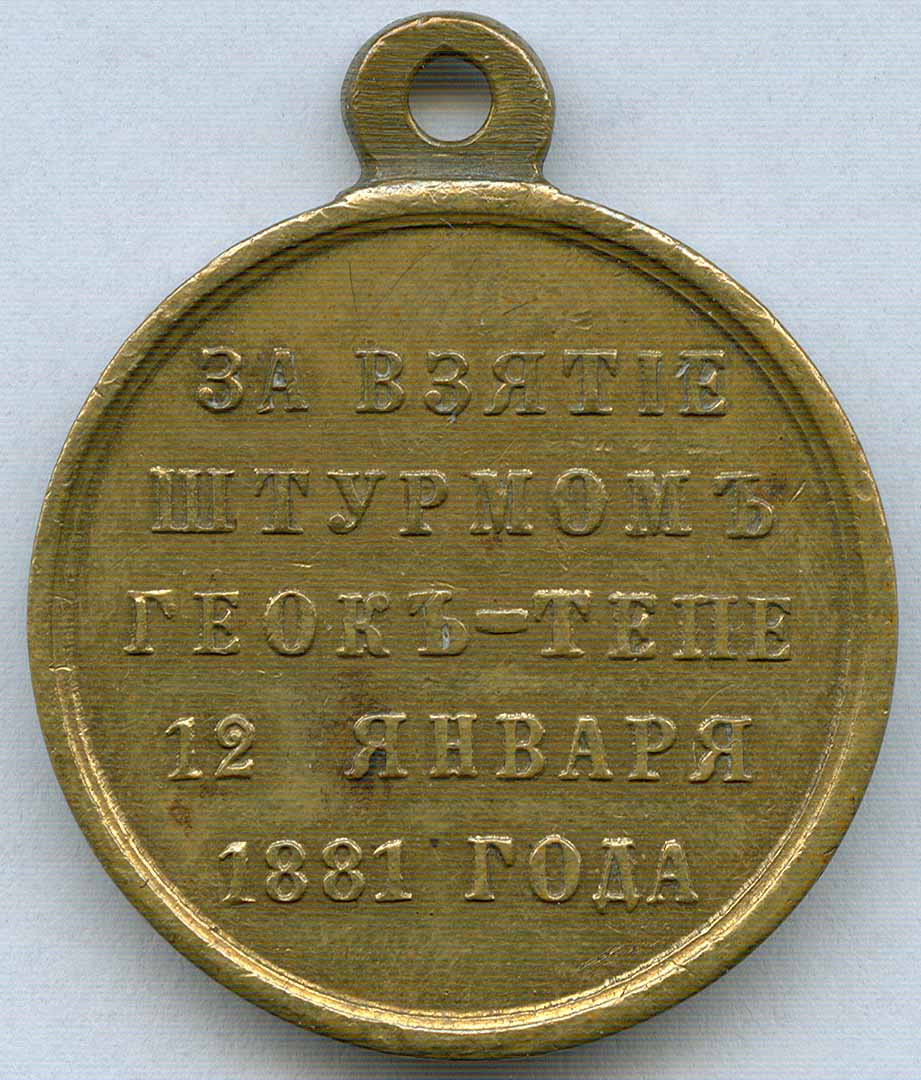 ЗА ВЗЯТІЕ
ШТУРМОМЪ
ГЕОКЪ-ТЕПЕ
12 ЯНВАРЯ
1881 ГОДА